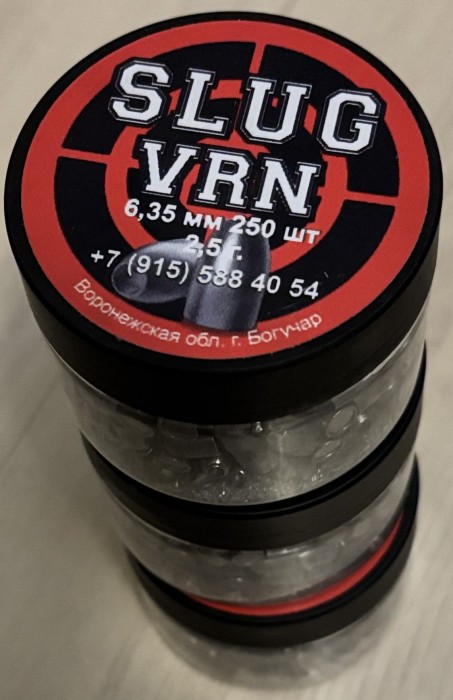 SLUG
VRN
6,35 мм 250 шт
2,5 г.
+7 (915) 588 40 54
Воронежская обл. г. Богучар